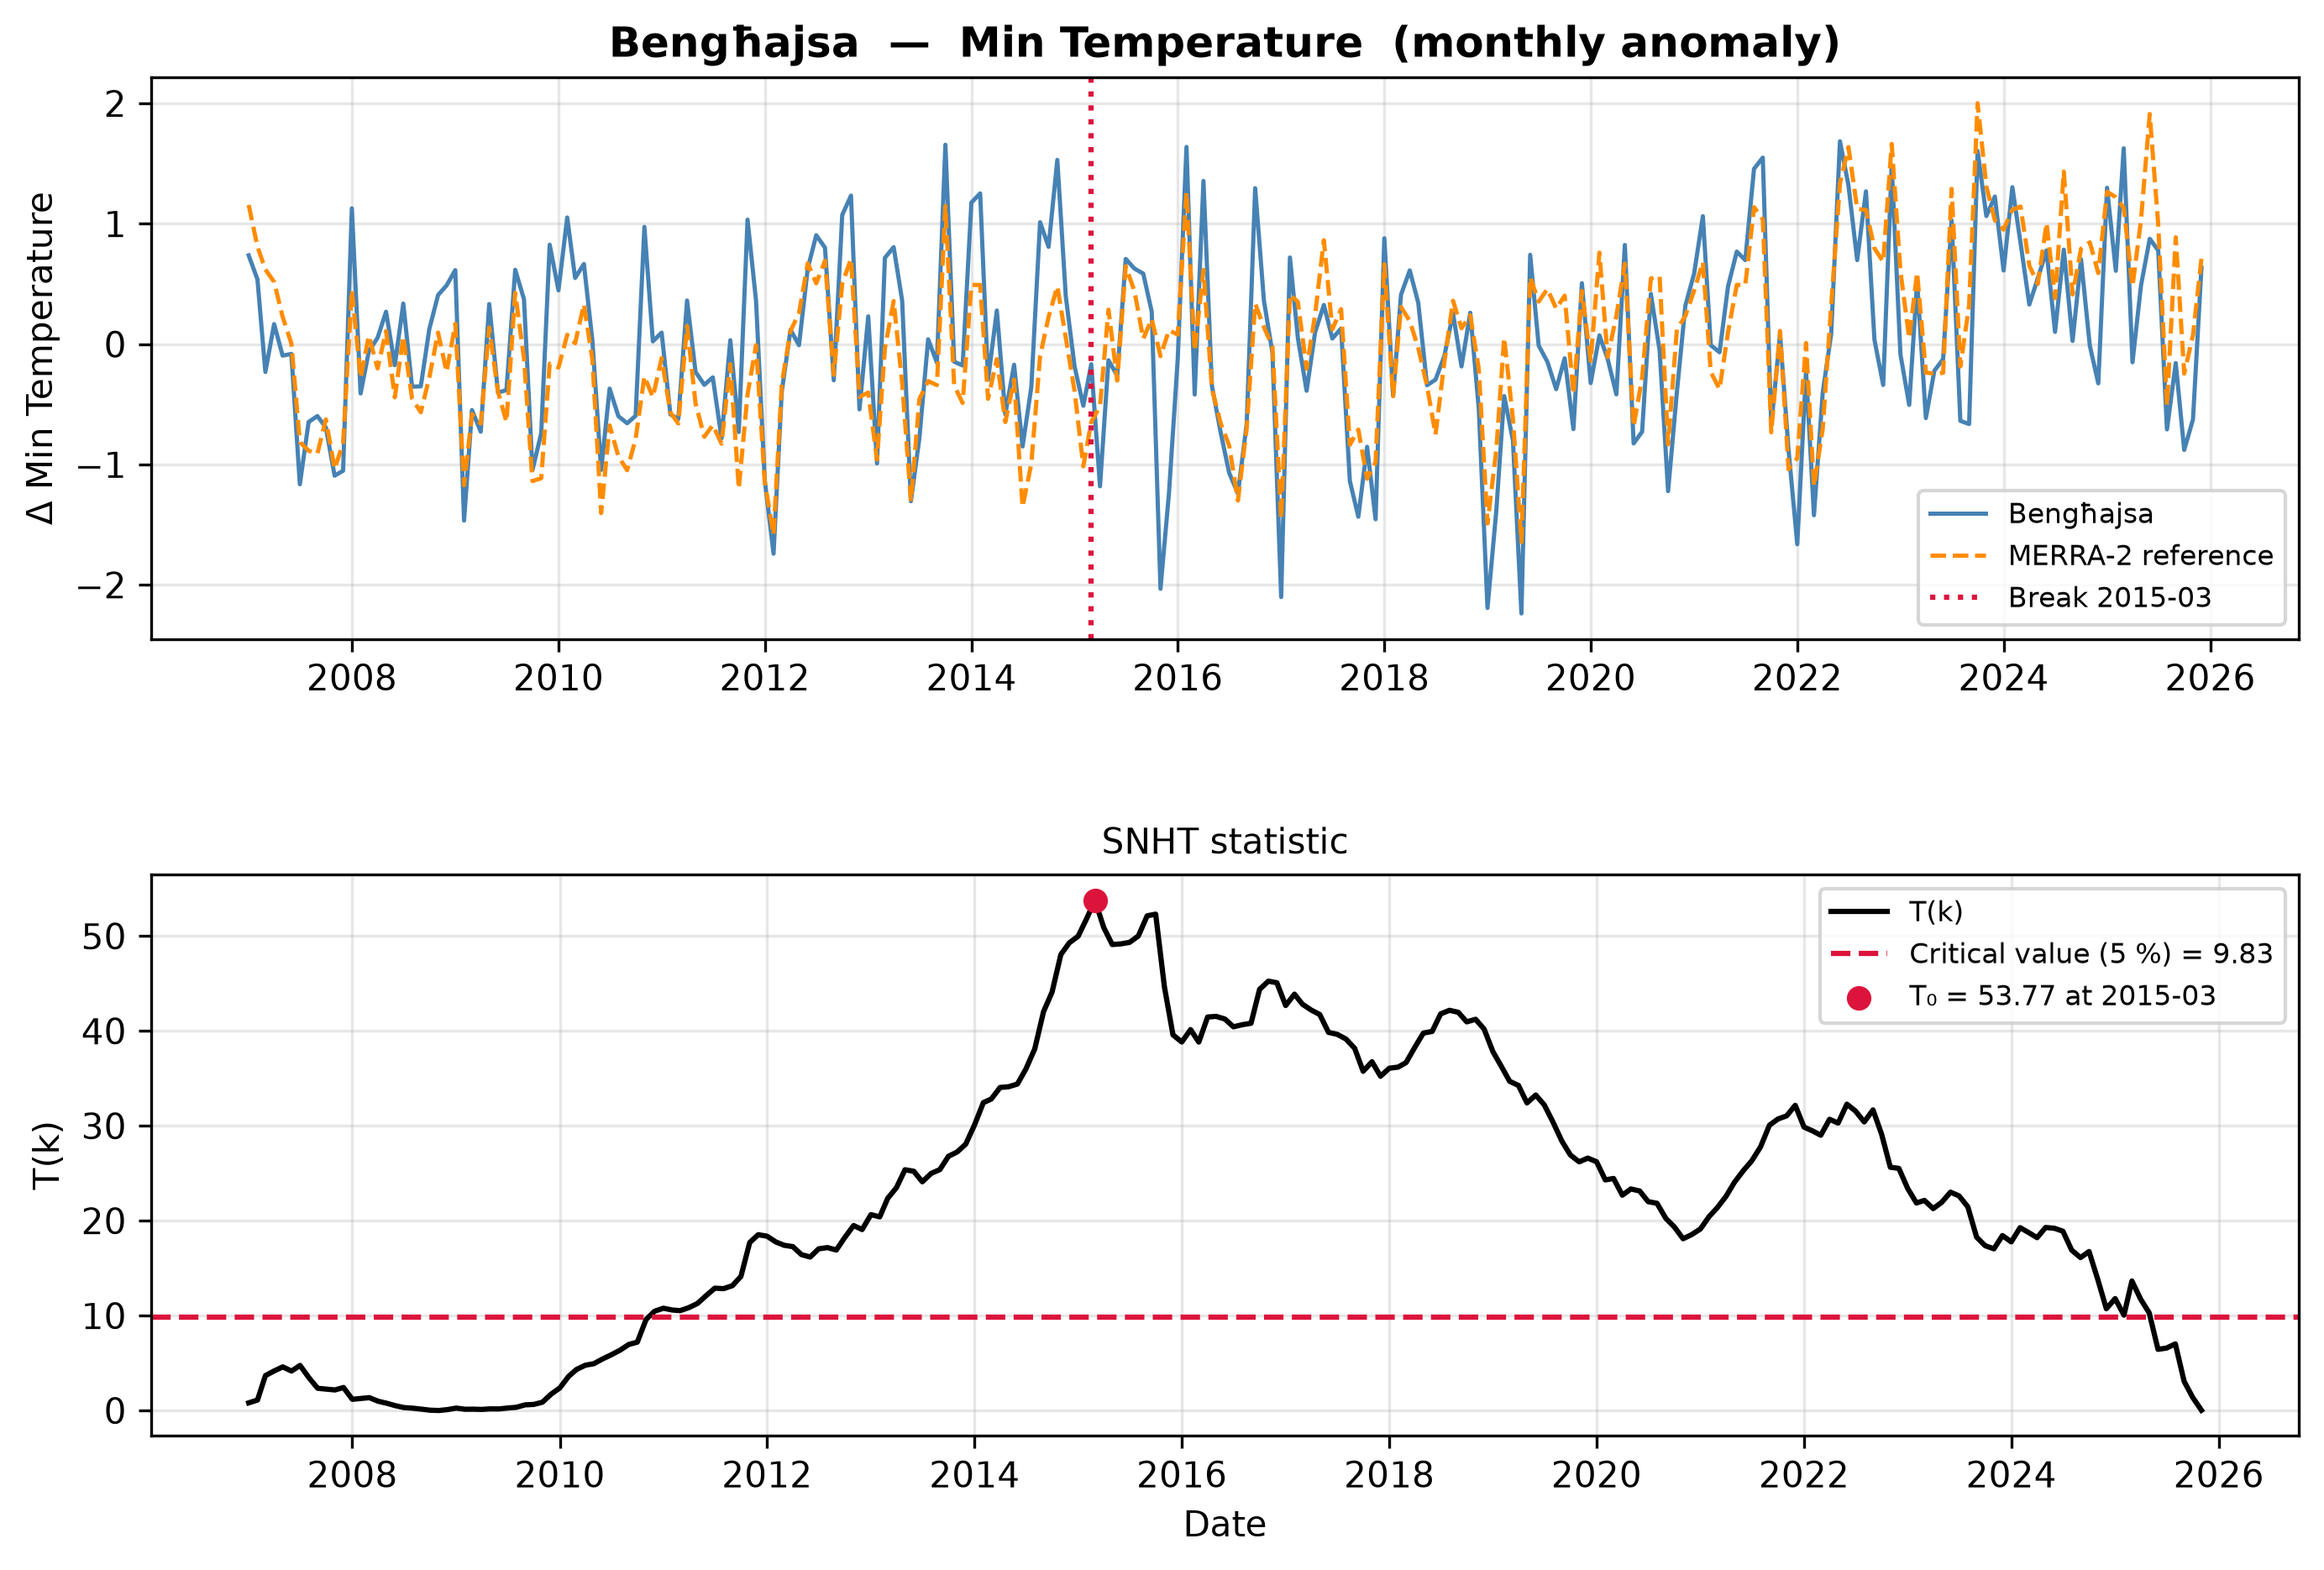 Bengħajsa — Min Temperature (monthly anomaly)
Δ Min Temperature
2
1
0
−1
−2
2008 2010 2012 2014 2016 2018 2020 2022 2024 2026
Bengħajsa
MERRA-2 reference
Break 2015-03
SNHT statistic
T(k)
50
40
30
20
10
0
2008 2010 2012 2014 2016 2018 2020 2022 2024 2026
Date
T(k)
Critical value (5 %) = 9.83
T₀ = 53.77 at 2015-03